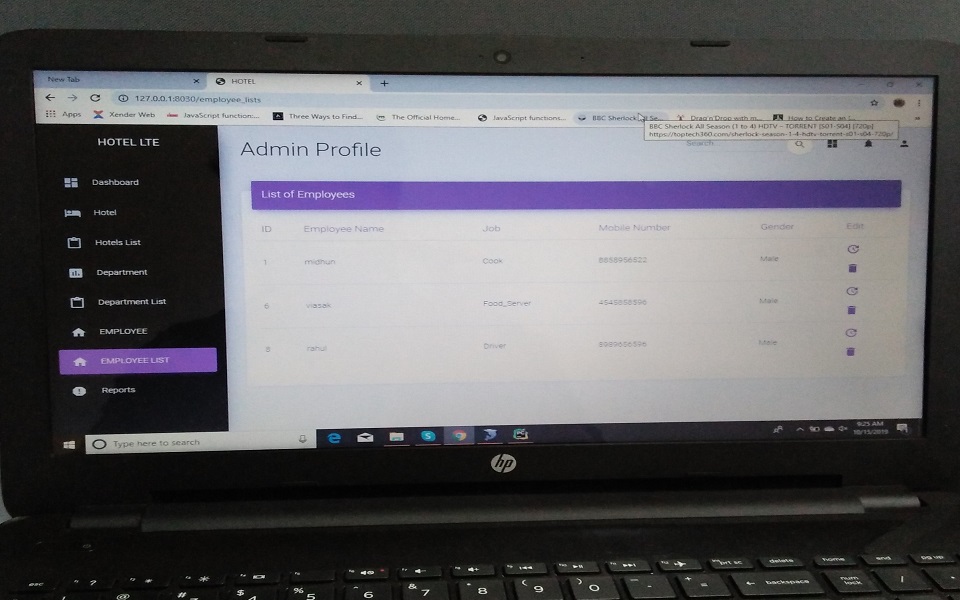 New Tab
HOTEL
127.0.0.1:8030/employee_lists
Apps Xender Web JavaScript function:... Three Ways to Find... The Official Home... JavaScript functions... BBC Sherlock Drag'n'Drop with m... How to Create an
BBC Sherlock All Season (1 to 4) HDTV – TORRENT [S01-S04] [720p]
https://toptech360.com/sherlock-season-1-4-hdtv-torrent-s01-s04-720p/
HOTEL LTE
Admin Profile
Search...
Dashboard
Hotel
Hotels List
Department
Department List
EMPLOYEE
EMPLOYEE LIST
Reports
List of Employees
ID Employee Name Job Mobile Number Gender Edit
1 midhun Cook Male
6 Food_Server Male
rahul Driver Male
Type here to search
9:25 AM
10/15/2019
hp
esc
prt sc delete home end pg up
? * @ # $ 4 % 5 6 & 7 * 8 ( 9 ) 0 - + = backspace num lock /